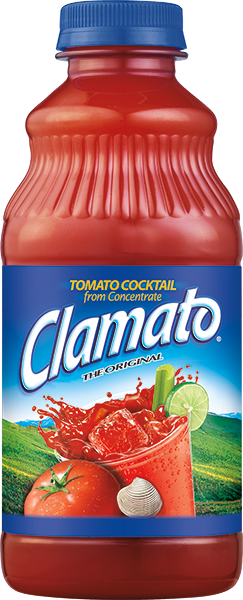 TOMATO COCKTAIL
from Concentrate
Clamato®
THE ORIGINAL